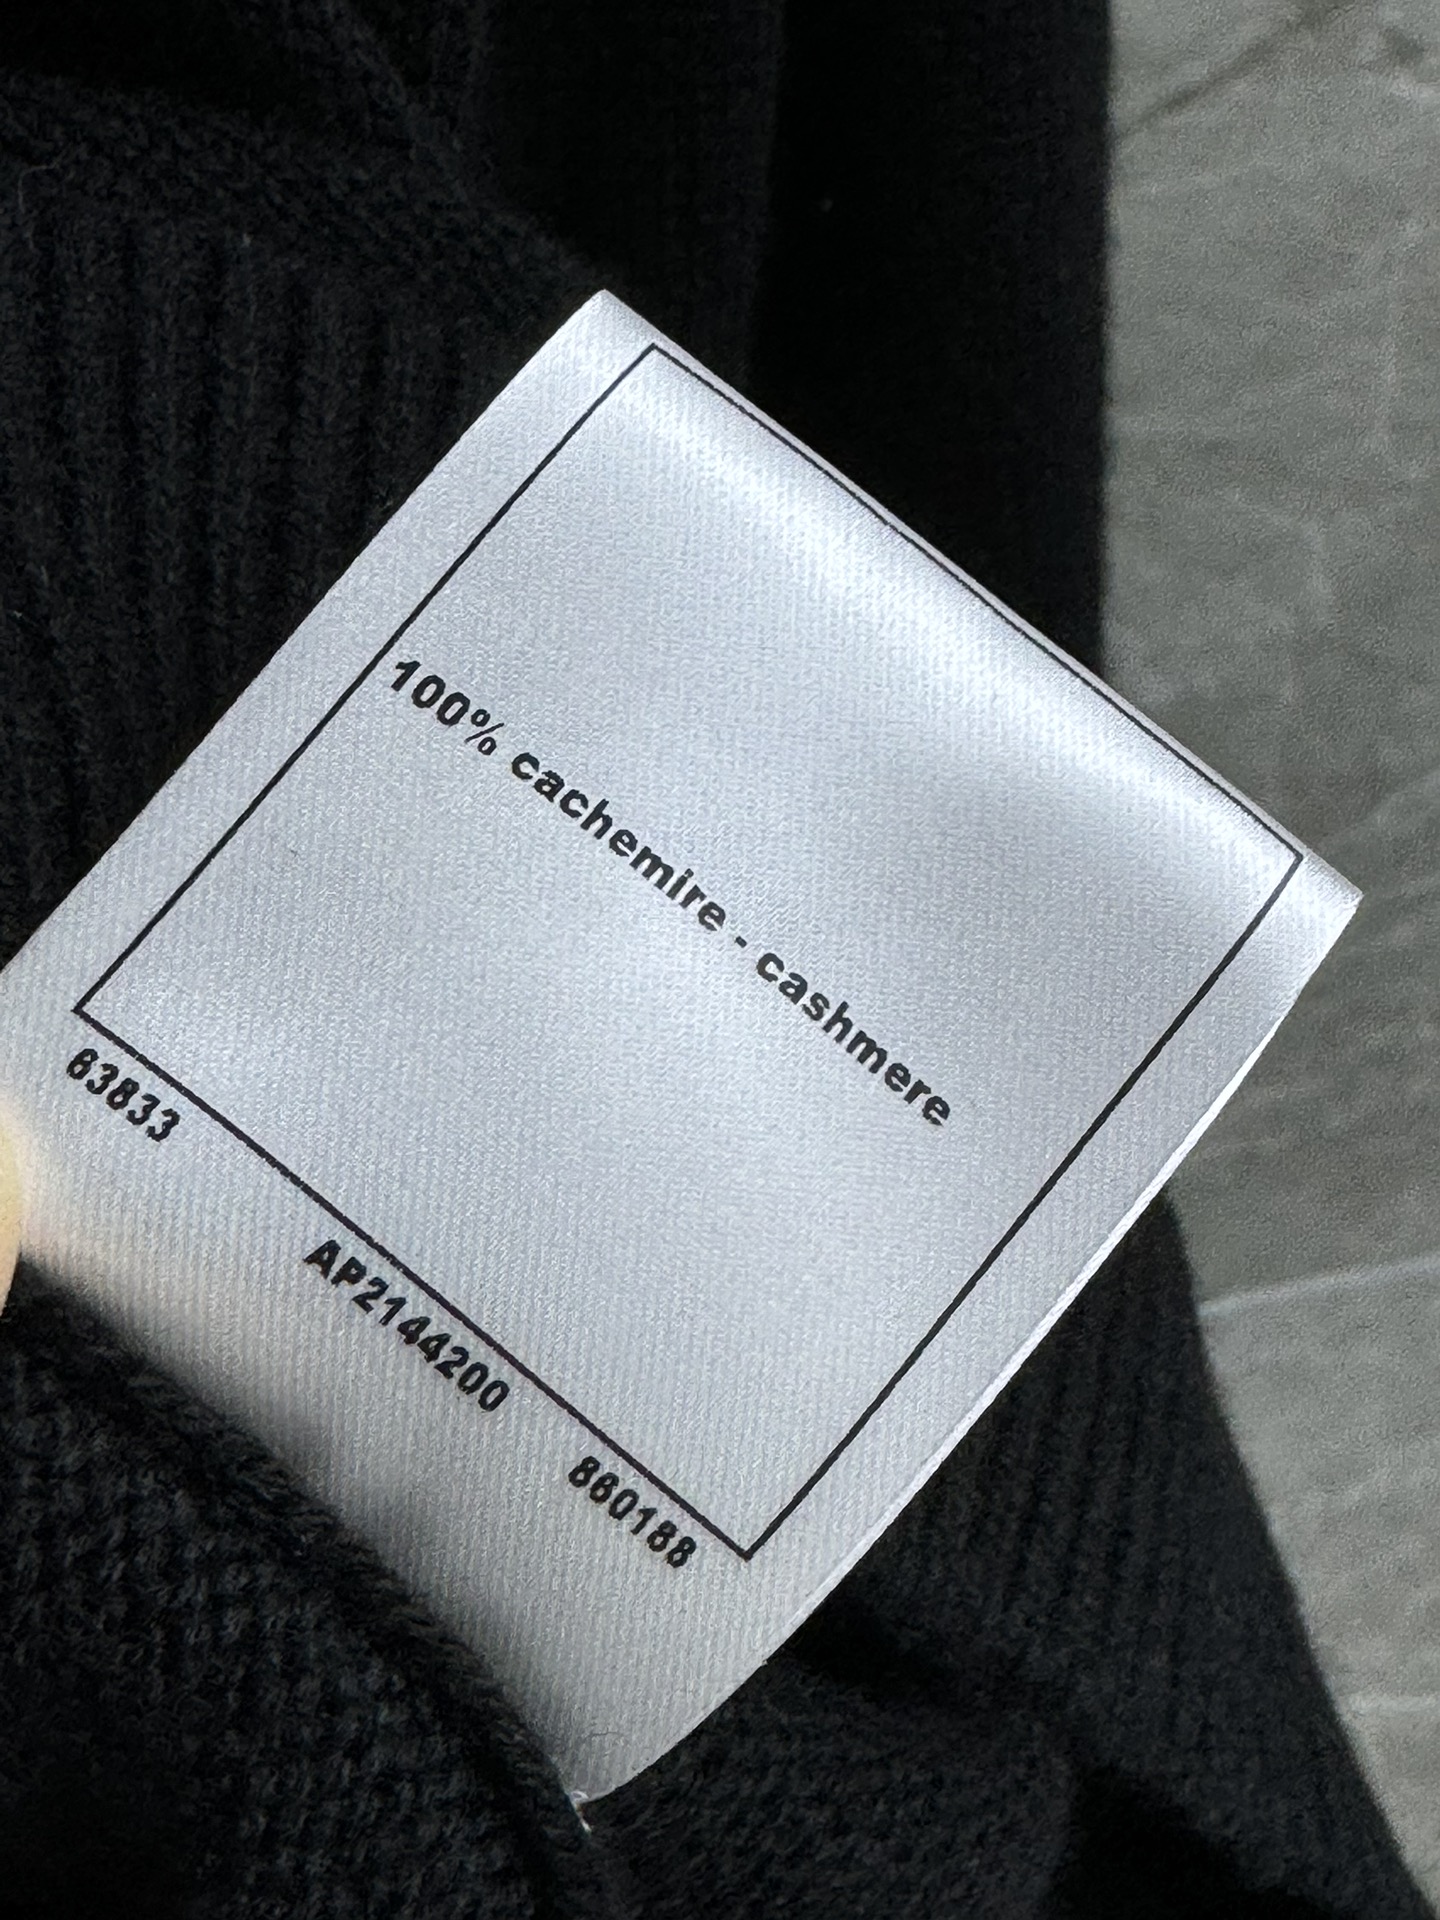 100% cachemire - cashmere
63833 AP2144200 860188